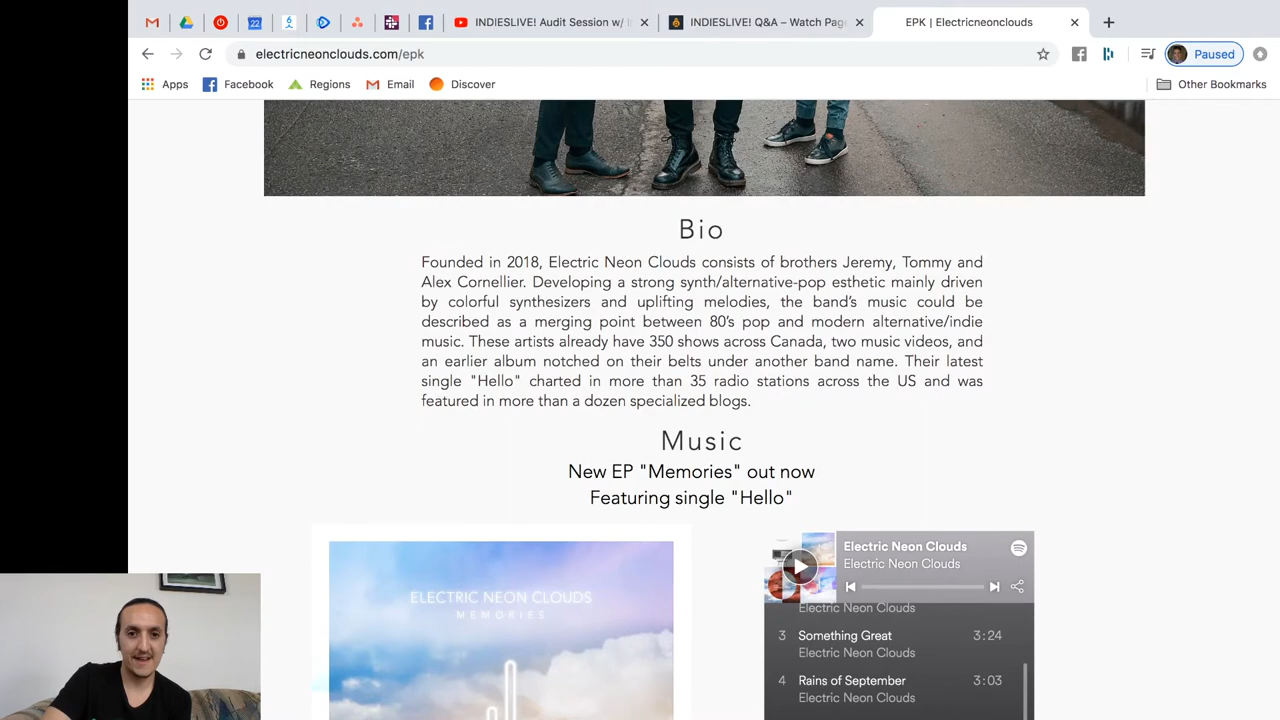 22
6
INDIESLIVE! Audit Session w/
INDIESLIVE! Q&A – Watch Pag
EPK | Electricneonclouds
electricneonclouds.com/epk
Paused
Apps
Facebook
Regions
Email
Discover
Other Bookmarks
Bio
Founded in 2018, Electric Neon Clouds consists of brothers Jeremy, Tommy and
Alex Cornellier. Developing a strong synth/alternative-pop esthetic mainly driven
by colorful synthesizers and uplifting melodies, the band’s music could be
described as a merging point between 80’s pop and modern alternative/indie
music. These artists already have 350 shows across Canada, two music videos, and
an earlier album notched on their belts under another band name. Their latest
single "Hello" charted in more than 35 radio stations across the US and was
featured in more than a dozen specialized blogs.
Music
New EP "Memories" out now
Featuring single "Hello"
ELECTRIC NEON CLOUDS
MEMORIES
Electric Neon Clouds
Electric Neon Clouds
Electric Neon Clouds
3 Something Great 3:24
Electric Neon Clouds
4 Rains of September 3:03
Electric Neon Clouds